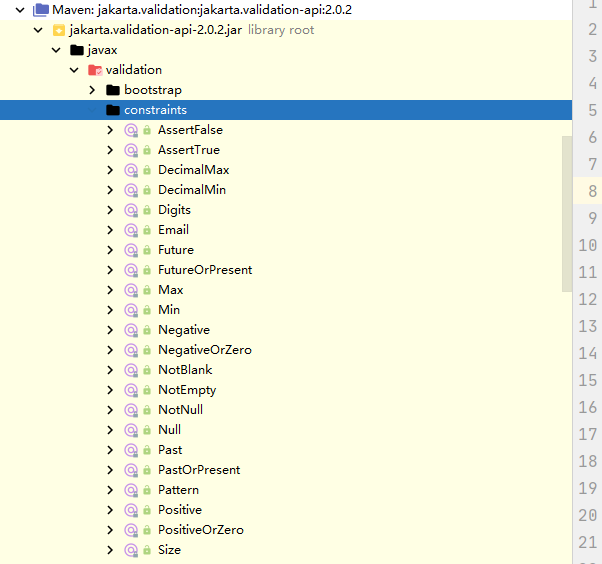 Maven: jakarta.validation:jakarta.validation-api:2.0.2
jakarta.validation-api-2.0.2.jar library root
javax
validation
bootstrap
constraints
AssertFalse
AssertTrue
DecimalMax
DecimalMin
Digits
Email
Future
FutureOrPresent
Max
Min
Negative
NegativeOrZero
NotBlank
NotEmpty
NotNull
Null
Past
PastOrPresent
Pattern
Positive
PositiveOrZero
Size
1
2
3
4
5
6
7
8
9
10
11
12
13
14
15
16
17
18
19
20
21